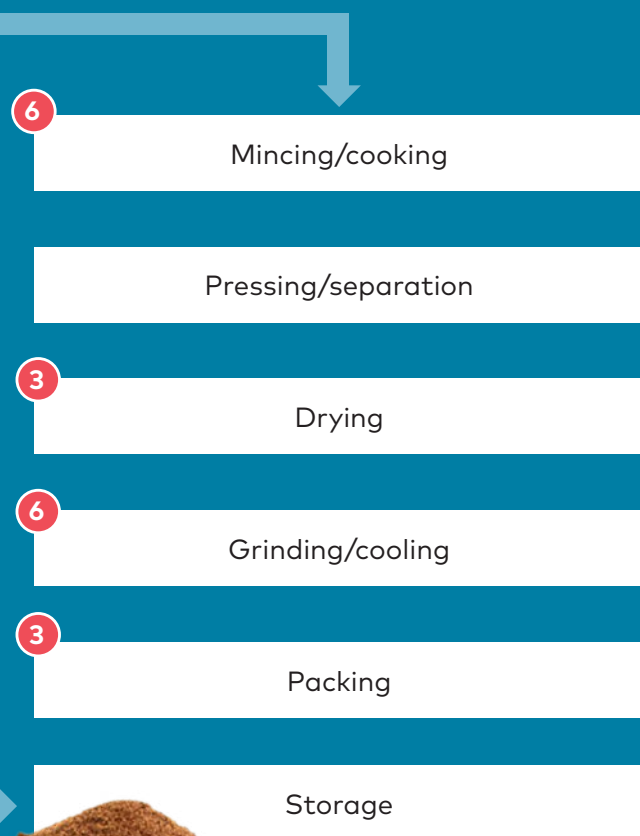 6
Mincing/cooking
Pressing/separation
3
Drying
6
Grinding/cooling
3
Packing
Storage